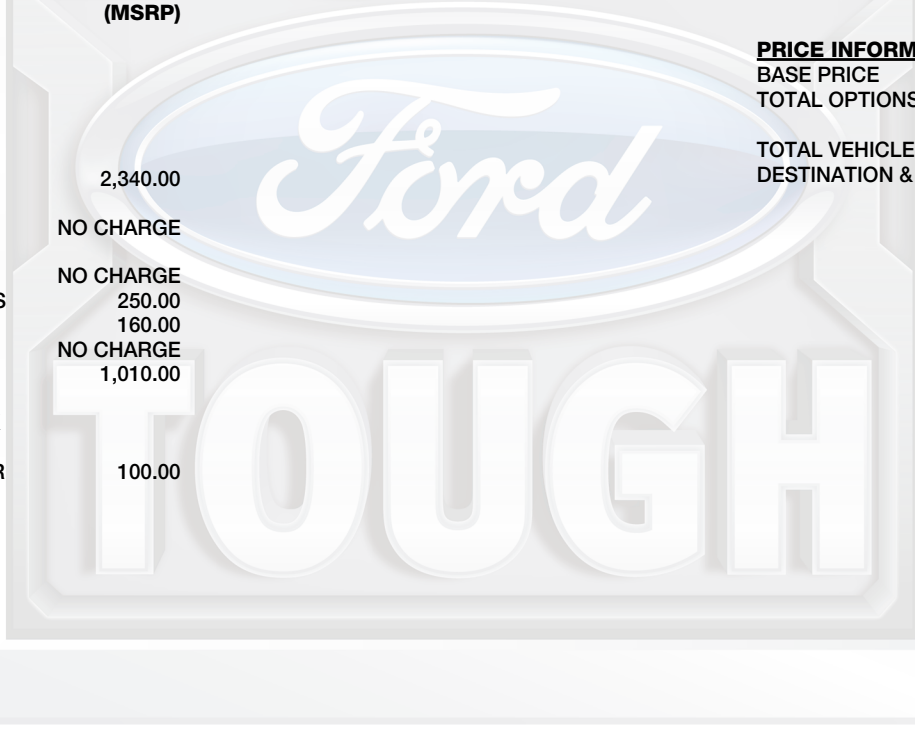 (MSRP)
PRICE INFORM
BASE PRICE
TOTAL OPTIONS
TOTAL VEHICLE
2,340.00
DESTINATION &
NO CHARGE
NO CHARGE
S 250.00
160.00
NO CHARGE
1,010.00
R 100.00
Ford
TOUGH